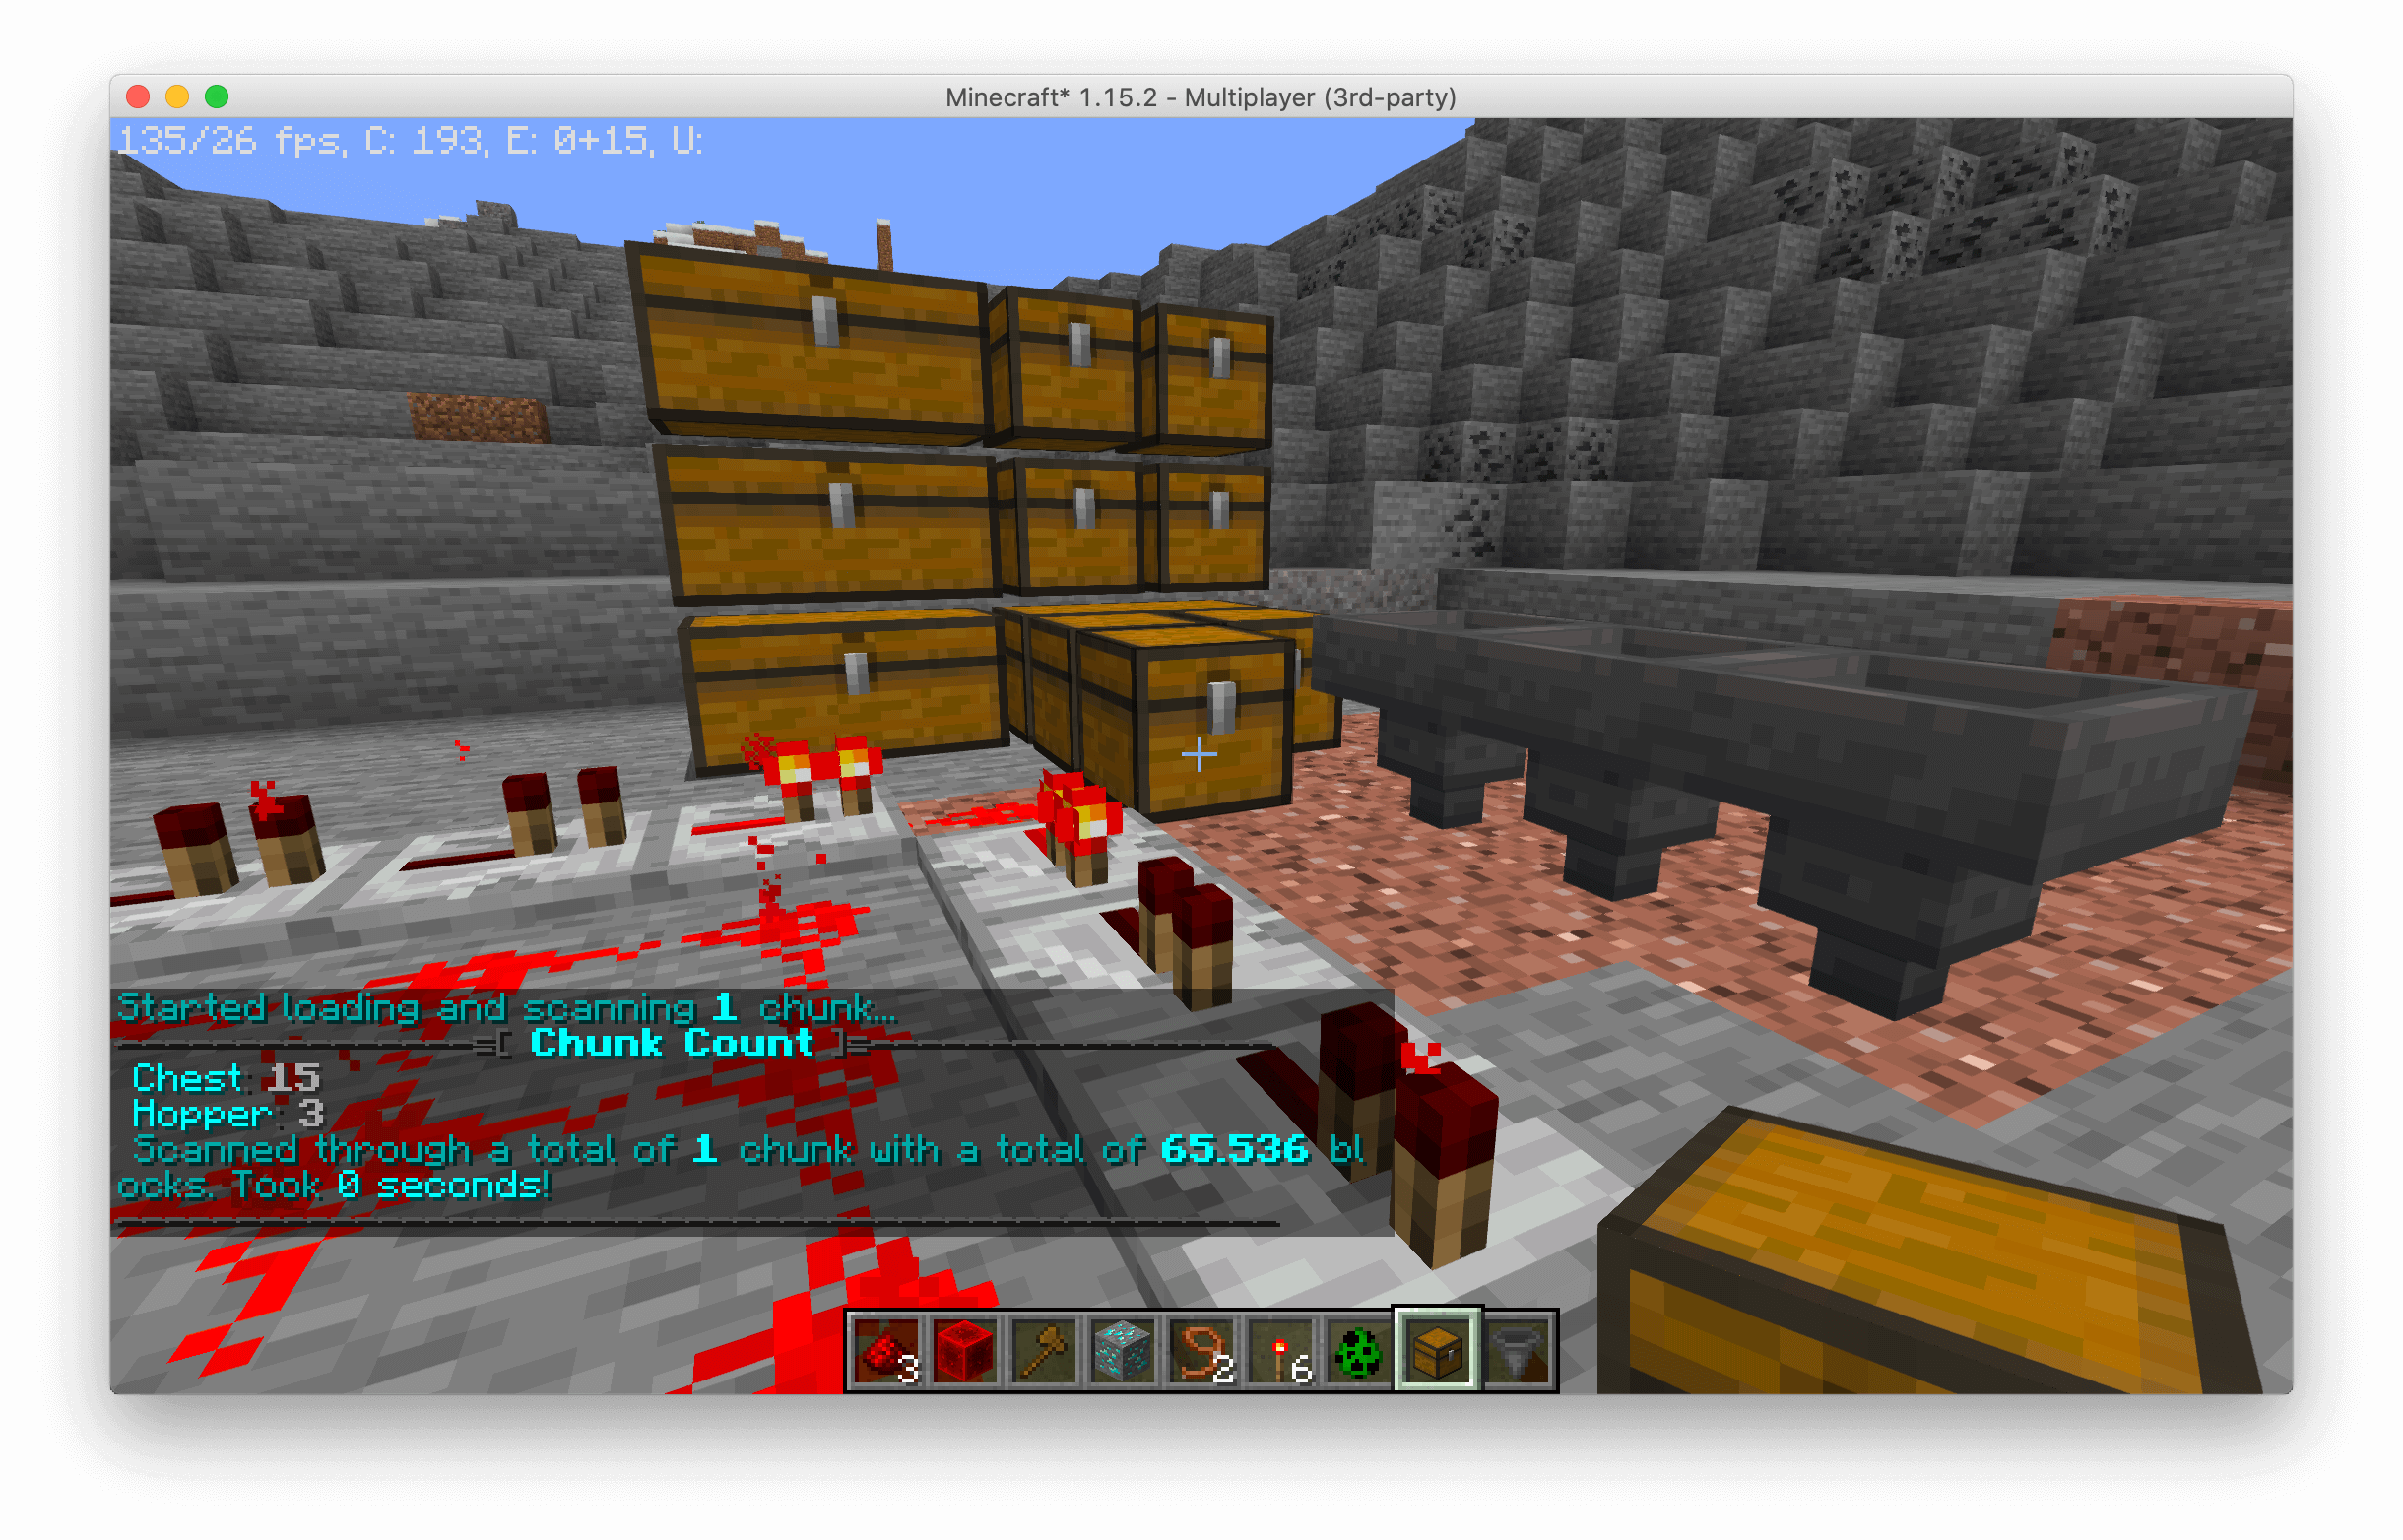 Minecraft* 1.15.2 - Multiplayer (3rd-party)
135/26 fps, C: 193, E: 0+15, U:
Started loading and scanning 1 chunk...
=[ Chunk Count ]=
Chest: 15
Hopper: 3
Scanned through a total of 1 chunk with a total of 65.536 bl
ocks. Took 0 seconds!
3 2 6